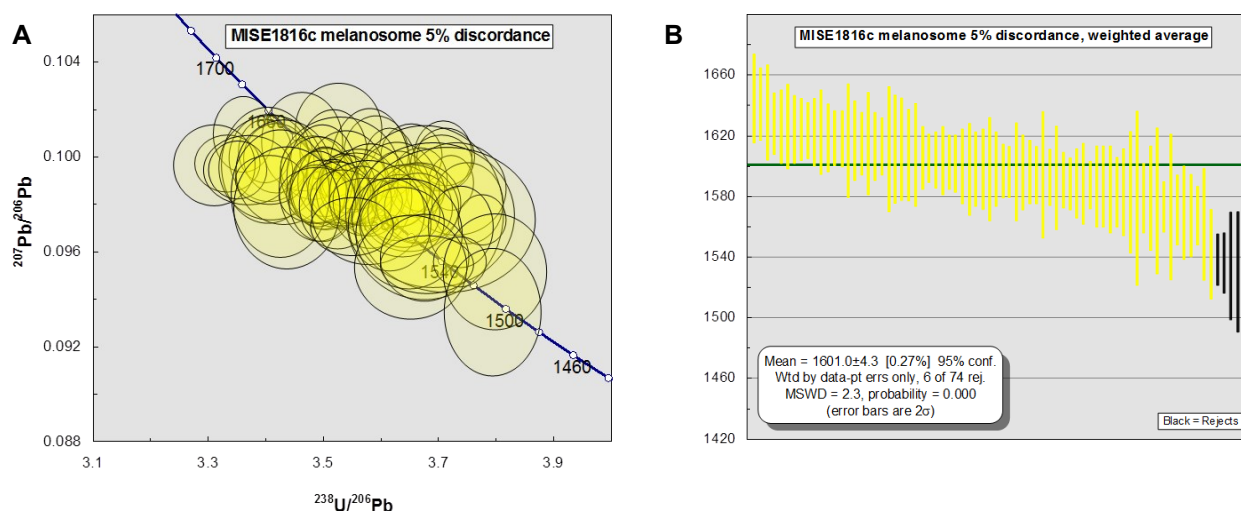 A
MISE1816c melanosome 5% discordance
0.104
0.100
0.096
0.092
0.088
²⁰⁷Pb/²⁰⁶Pb
1700
1540
1500
1460
3.1
3.3
3.5
3.7
3.9
²³⁸U/²⁰⁶Pb
B
MISE1816c melanosome 5% discordance, weighted average
1660
1620
1580
1540
1500
1460
1420
Mean = 1601.0±4.3 [0.27%] 95% conf.
Wtd by data-pt errs only, 6 of 74 rej.
MSWD = 2.3, probability = 0.000
(error bars are 2σ)
Black = Rejects